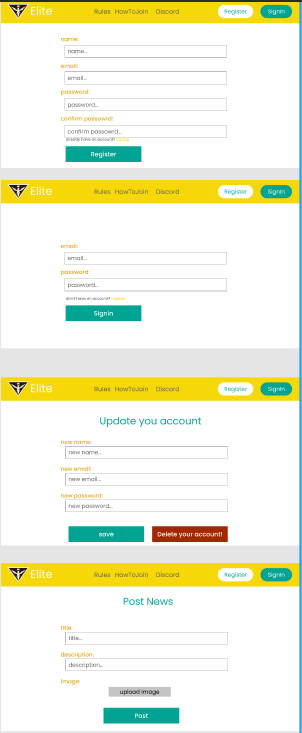 Elite Rules HowToJoin Discord Register SignIn
name:
name...
email:
email...
password:
password...
confirm passowrd:
confirm passowrd...
already have an account?
Register
Elite Rules HowToJoin Discord Register SignIn
email:
email...
password:
password...
don't have an account? register
SignIn
Elite Rules HowToJoin Discord Register SignIn
Update you account
new name:
new name...
new email:
new email...
new password:
new password...
save Delete your account!
Elite Rules HowToJoin Discord Register SignIn
Post News
title:
title...
description:
description...
image:
upload image
Post